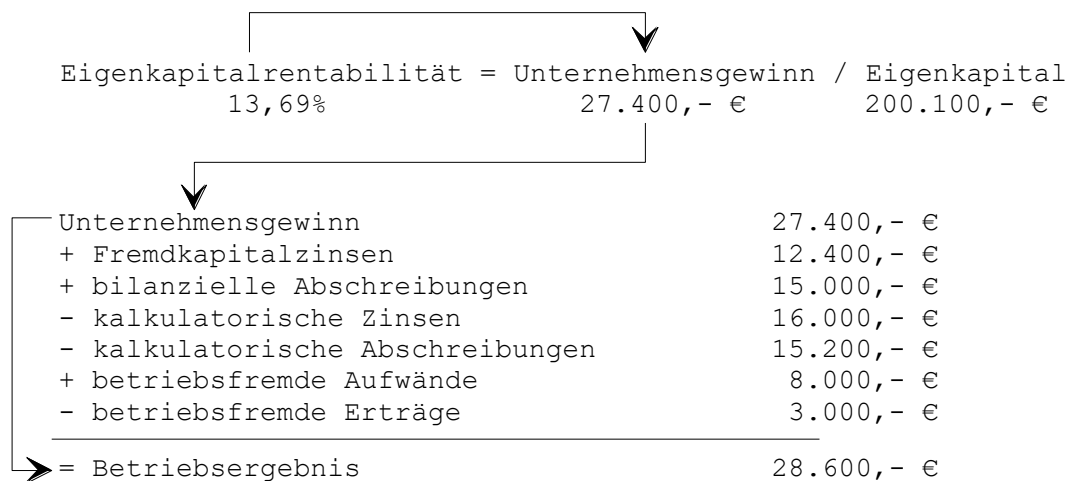 Eigenkapitalrentabilität = Unternehmensgewinn / Eigenkapital
13,69% 27.400,- € 200.100,- €
Unternehmensgewinn 27.400,- €
+ Fremdkapitalzinsen 12.400,- €
+ bilanzielle Abschreibungen 15.000,- €
- kalkulatorische Zinsen 16.000,- €
- kalkulatorische Abschreibungen 15.200,- €
+ betriebsfremde Aufwände 8.000,- €
- betriebsfremde Erträge 3.000,- €
= Betriebsergebnis 28.600,- €